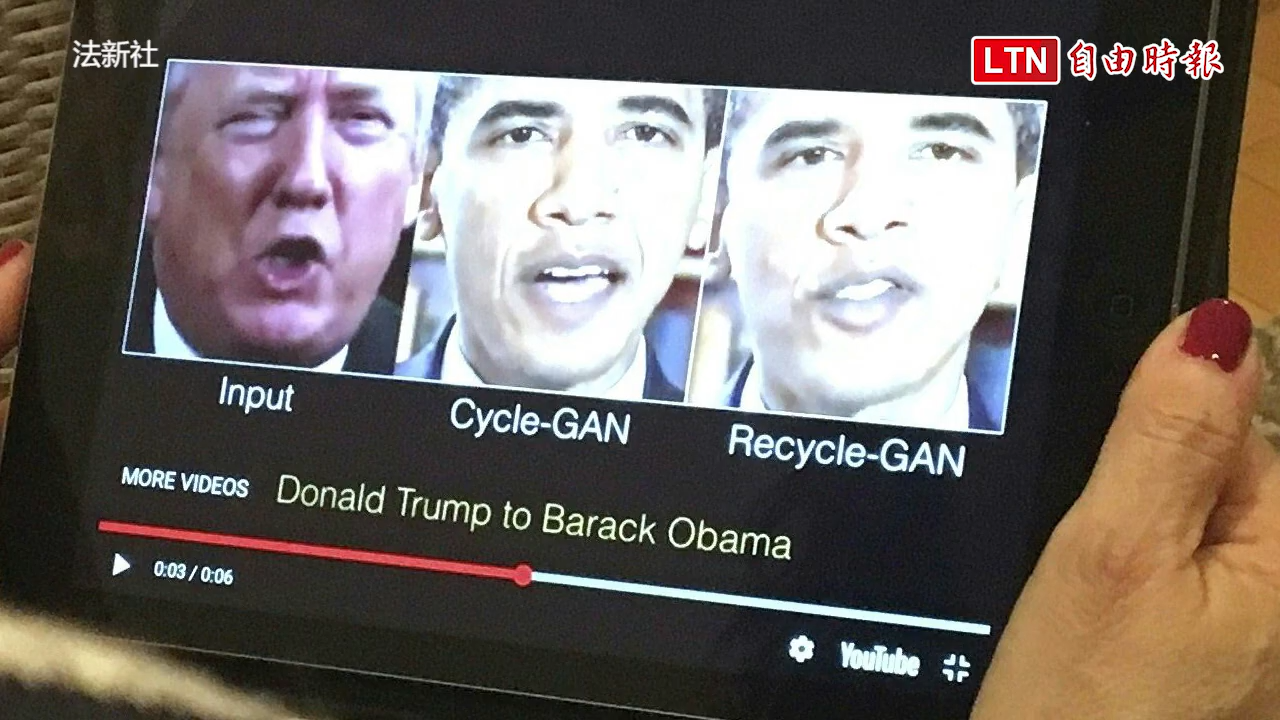 法新社
LTN 自由時報
Input
Cycle-GAN
Recycle-GAN
MORE VIDEOS
Donald Trump to Barack Obama
0:03 / 0:06
YouTube